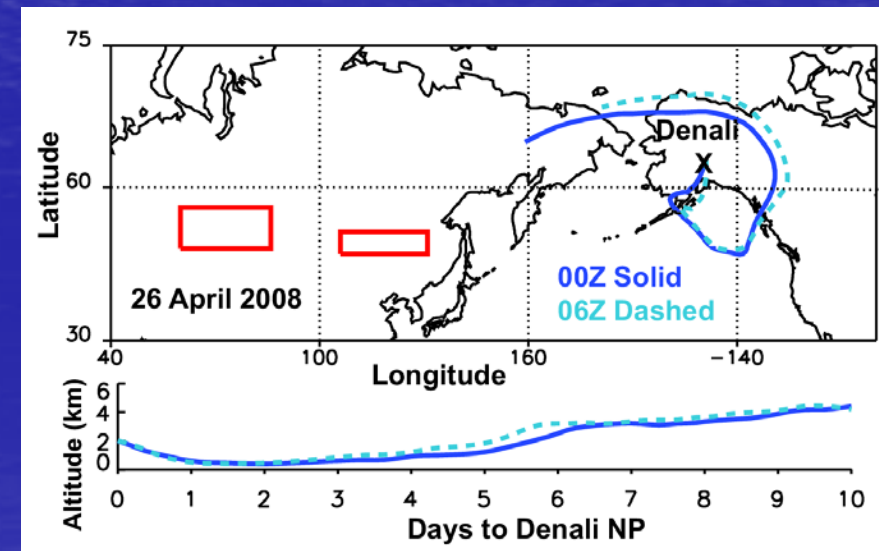 75
Latitude
60
30
Denali
X
26 April 2008
00Z Solid
06Z Dashed
40 100 160 -140
Longitude
Altitude (km)
6
4
2
0
0 1 2 3 4 5 6 7 8 9 10
Days to Denali NP